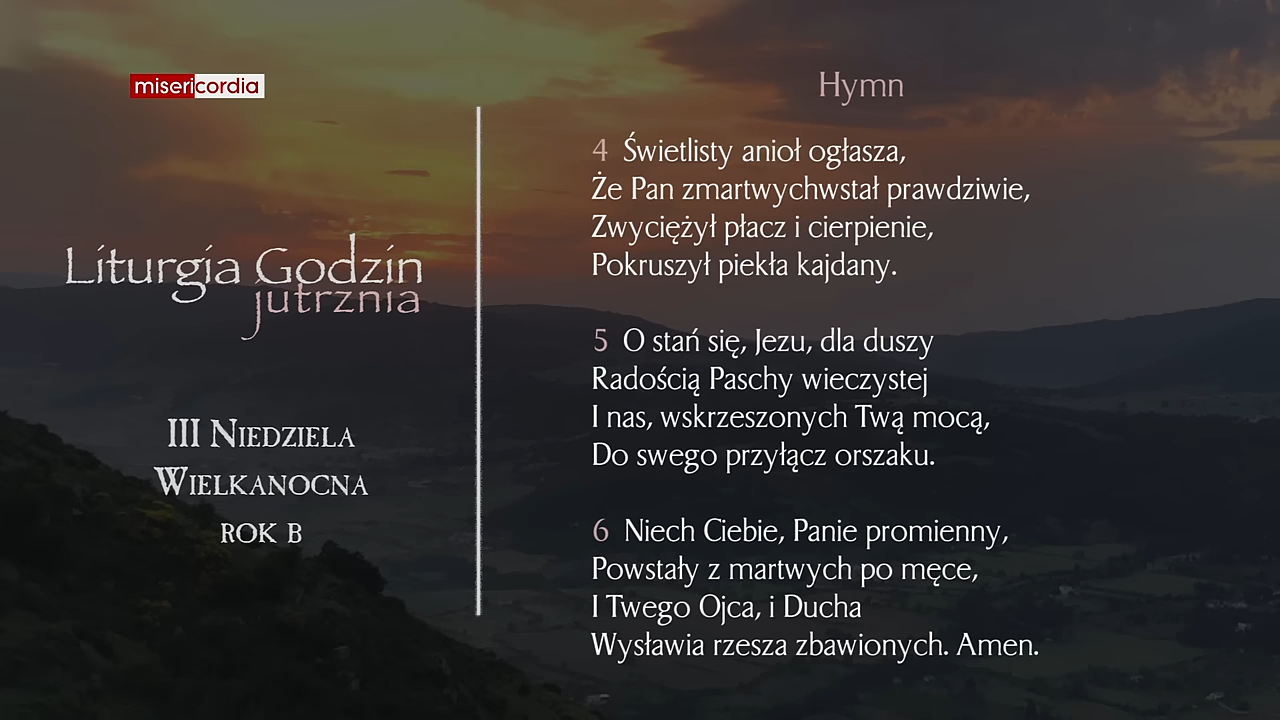 misericordia
Liturgia Godzin
jutrznia
III Niedziela
Wielkanocna
rok B
Hymn
4 Świetlisty anioł ogłasza,
Że Pan zmartwychwstał prawdziwie,
Zwyciężył płacz i cierpienie,
Pokruszył piekła kajdany.
5 O stań się, Jezu, dla duszy
Radością Paschy wieczystej
I nas, wskrzeszonych Twą mocą,
Do swego przyłącz orszaku.
6 Niech Ciebie, Panie promienny,
Powstały z martwych po męce,
I Twego Ojca, i Ducha
Wysławia rzesza zbawionych. Amen.